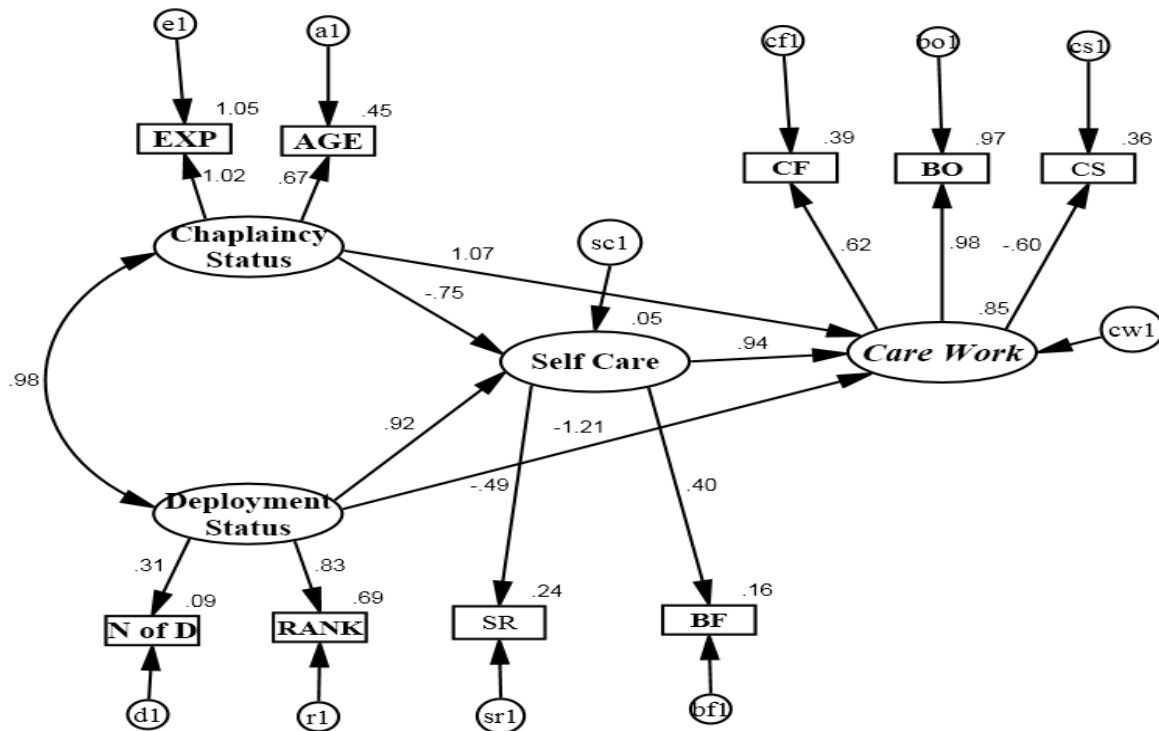 e1
a1
cf1
bo1
cs1
1.05
.45
.39
.97
.36
EXP
AGE
CF
BO
CS
1.02
.67
Chaplaincy
Status
sc1
1.07
.62
.98
-.60
-.75
.05
.85
cw1
Self Care
.94
Care Work
.98
.92
-1.21
Deployment
Status
-.49
.40
.31
.83
.09
.69
.24
.16
N of D
RANK
SR
BF
d1
r1
sr1
bf1